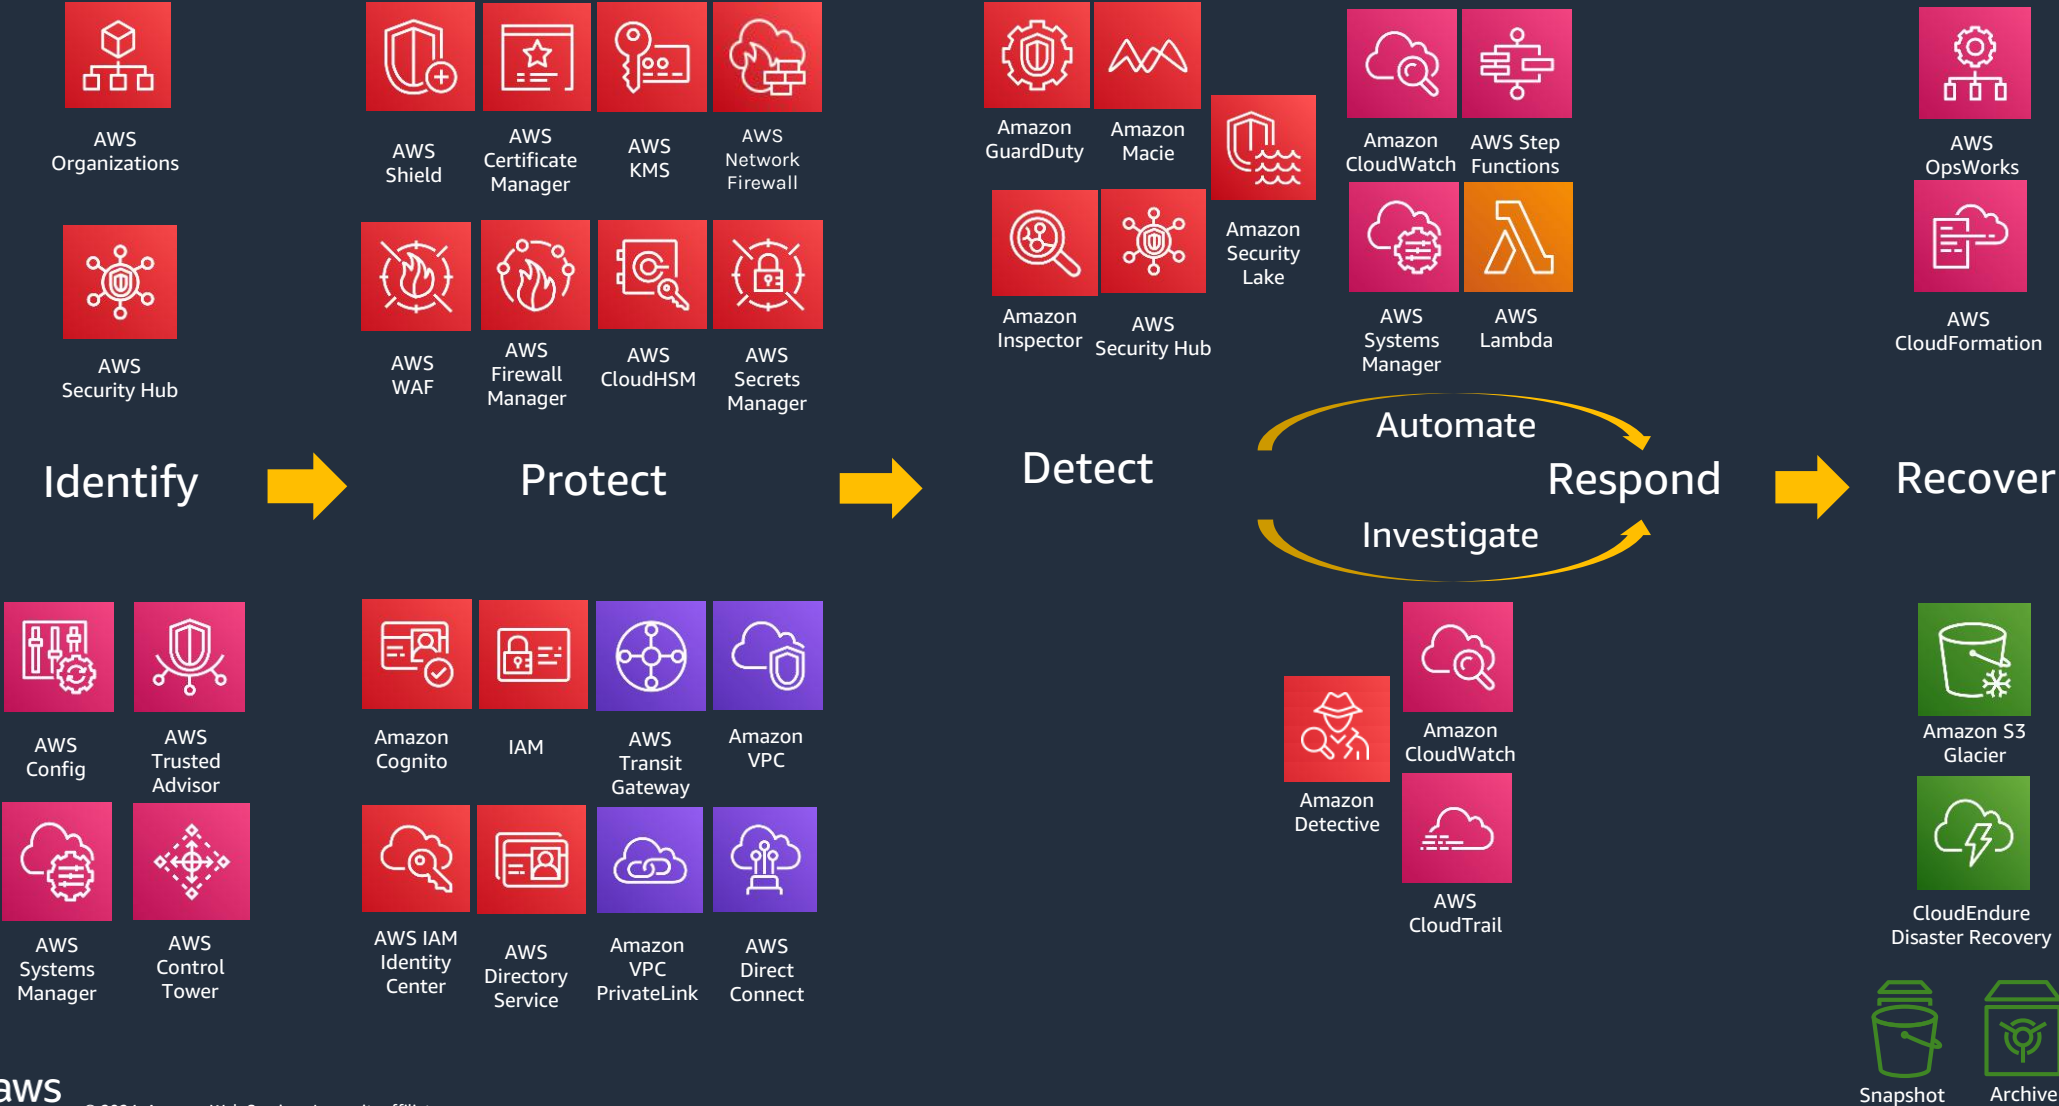 AWS
Organizations
AWS
Security Hub
AWS
Shield
AWS
Certificate
Manager
AWS
KMS
AWS
Network
Firewall
AWS
WAF
AWS
Firewall
Manager
AWS
CloudHSM
AWS
Secrets
Manager
Amazon
GuardDuty
Amazon
Macie
Amazon
Security
Lake
Amazon
Inspector
AWS
Security Hub
Amazon
CloudWatch
AWS Step
Functions
AWS
Systems
Manager
AWS
Lambda
AWS
OpsWorks
AWS
CloudFormation
Identify
Protect
Detect
Automate
Investigate
Respond
Recover
AWS
Config
AWS
Trusted
Advisor
AWS
Systems
Manager
AWS
Control
Tower
Amazon
Cognito
IAM
AWS
Transit
Gateway
Amazon
VPC
AWS IAM
Identity
Center
AWS
Directory
Service
Amazon
VPC
PrivateLink
AWS
Direct
Connect
Amazon
Detective
Amazon
CloudWatch
AWS
CloudTrail
Amazon S3
Glacier
CloudEndure
Disaster Recovery
Snapshot
Archive
aws